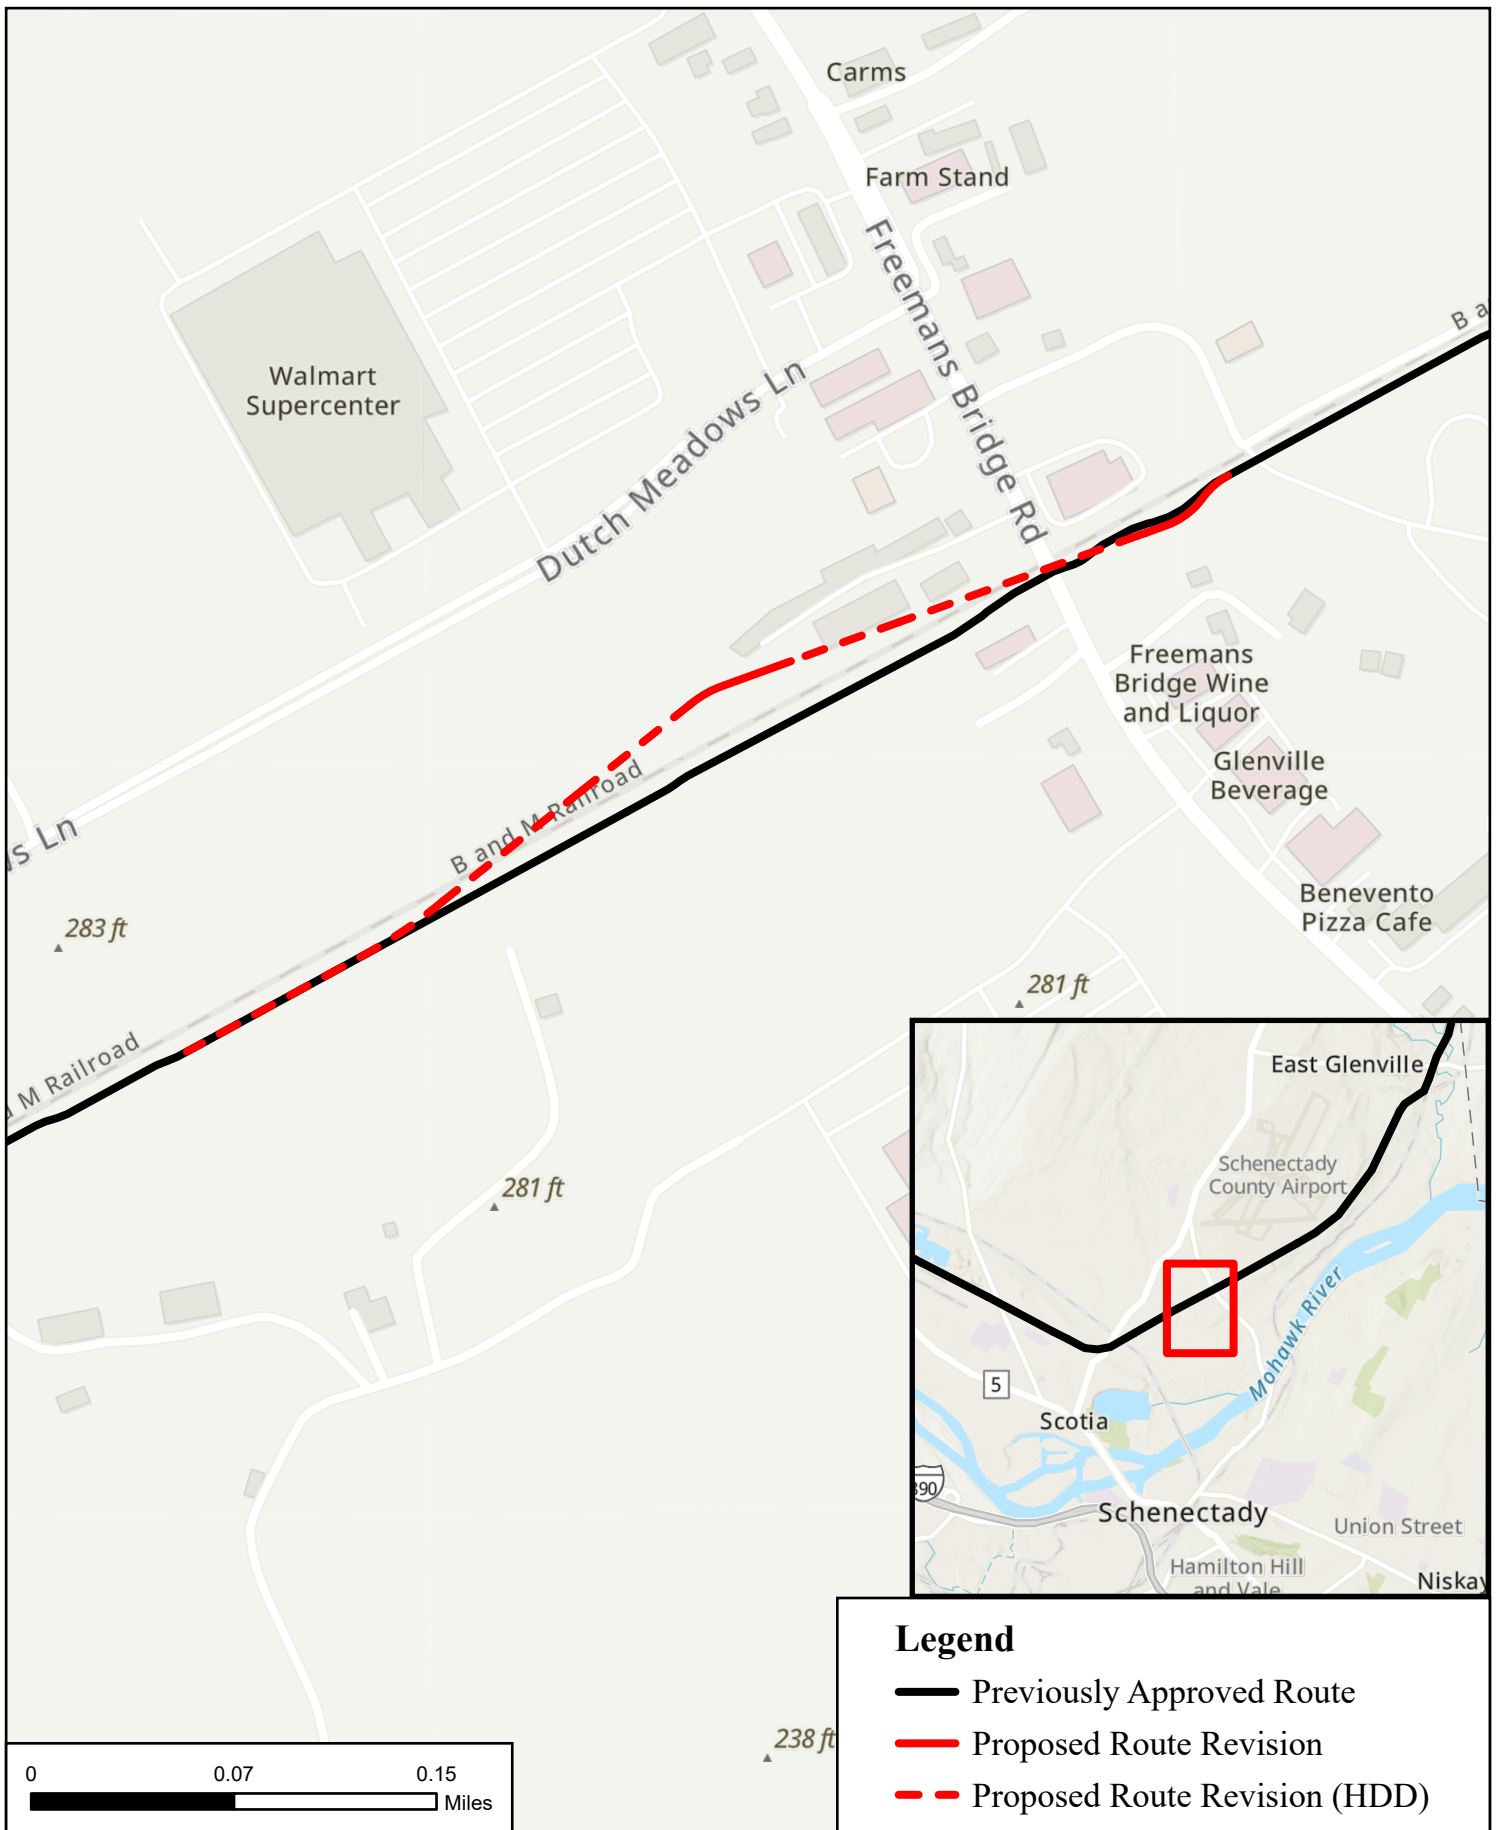 Carms
Farm Stand
Freemans Bridge Rd
B a
Walmart
Supercenter
Dutch Meadows Ln
Freemans
Bridge Wine
and Liquor
Glenville
Beverage
B and M Railroad
s Ln
Benevento
Pizza Cafe
283 ft
281 ft
M Railroad
281 ft
East Glenville
Schenectady
County Airport
Mohawk River
5
Scotia
890
Schenectady
Union Street
Hamilton Hill
and Vale
Niskay
238 ft
Legend
Previously Approved Route
Proposed Route Revision
Proposed Route Revision (HDD)
0 0.07 0.15
Miles